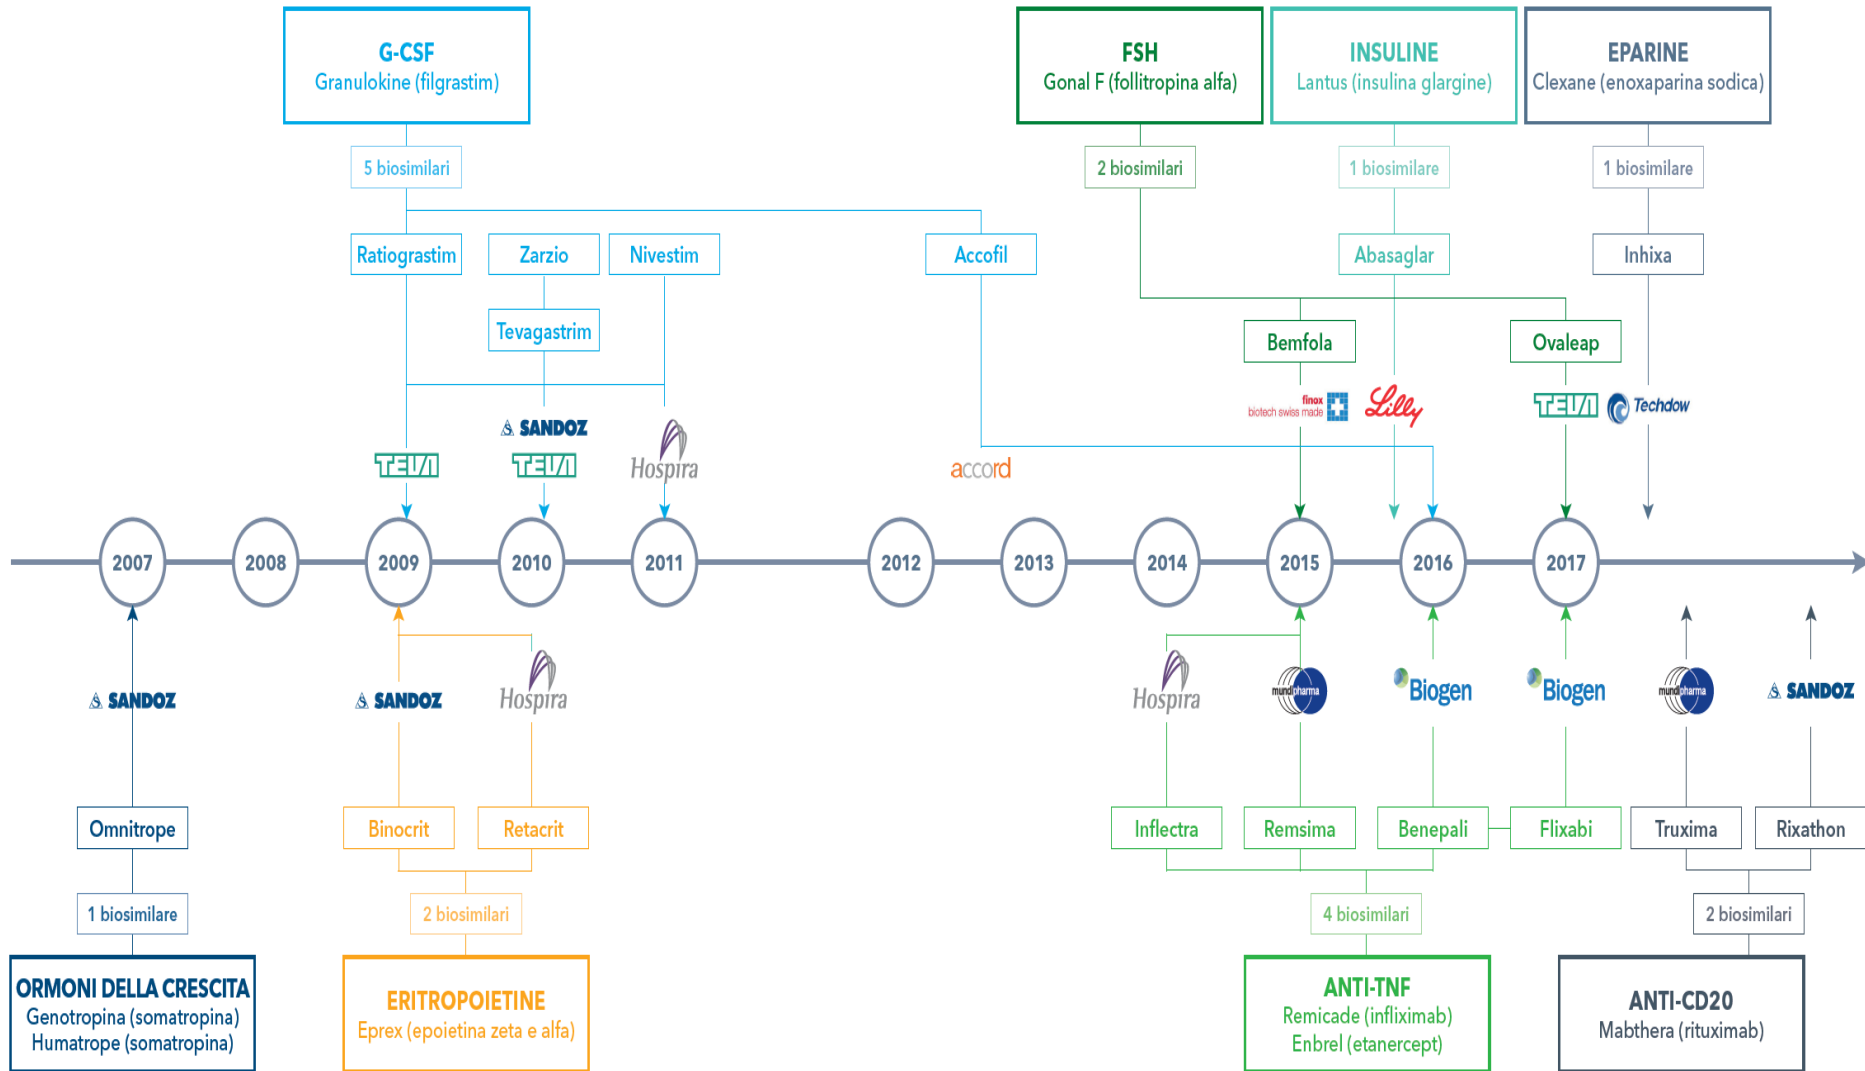 G-CSF
Granulokine (filgrastim)
FSH
Gonal F (follitropina alfa)
INSULINE
Lantus (insulina glargine)
EPARINE
Clexane (enoxaparina sodica)
5 biosimilari
2 biosimilari
1 biosimilare
1 biosimilare
Ratiograstim
Zarzio
Nivestim
Accofil
Abasaglar
Inhixa
Tevagastrim
Bemfola
Ovaleap
finox
biotech swiss made
Lilly
TEVA
Techdow
SANDOZ
TEVA
TEVA
Hospira
accord
2007
2008
2009
2010
2011
2012
2013
2014
2015
2016
2017
SANDOZ
SANDOZ
Hospira
Hospira
mundipharma
Biogen
Biogen
mundipharma
SANDOZ
Omnitrope
Binocrit
Retacrit
Inflectra
Remsima
Benepali
Flixabi
Truxima
Rixathon
1 biosimilare
2 biosimilari
4 biosimilari
2 biosimilari
ORMONI DELLA CRESCITA
Genotropina (somatropina)
Humatrope (somatropina)
ERITROPOIETINE
Eprex (epoietina zeta e alfa)
ANTI-TNF
Remicade (infliximab)
Enbrel (etanercept)
ANTI-CD20
Mabthera (rituximab)